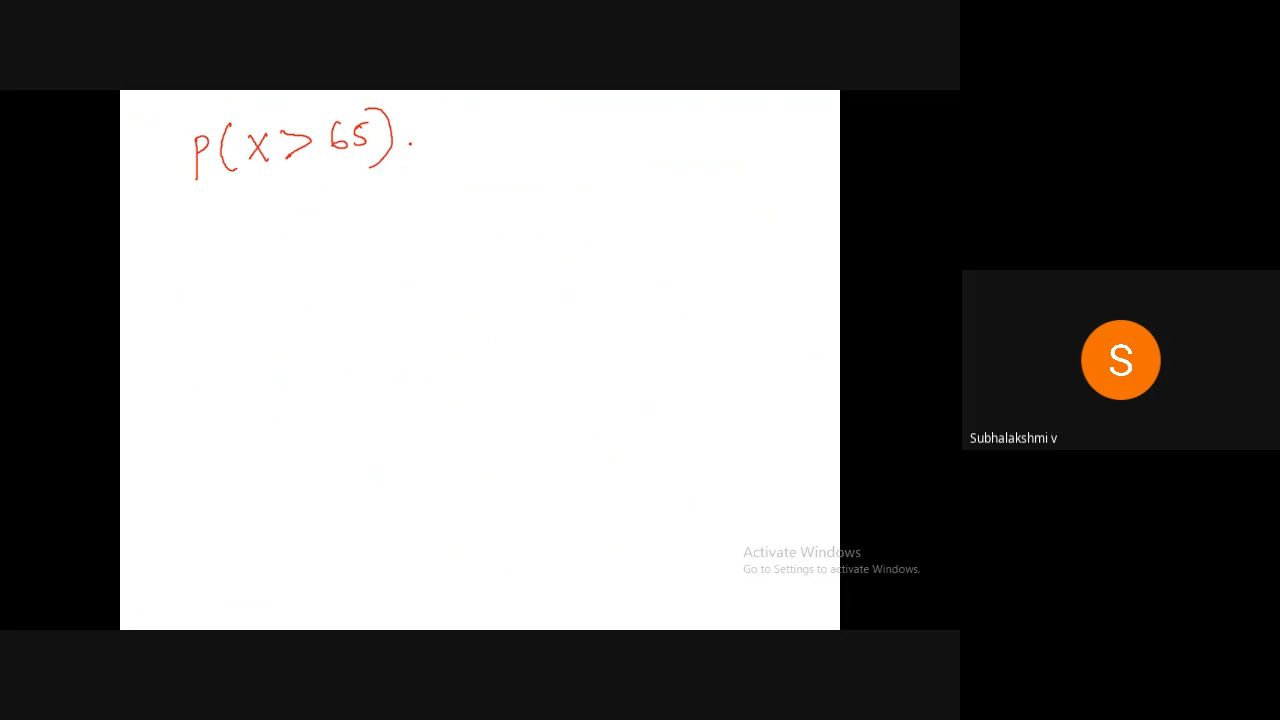 P(X > 65).
S
Subhalakshmi v
Activate Windows
Go to Settings to activate Windows.